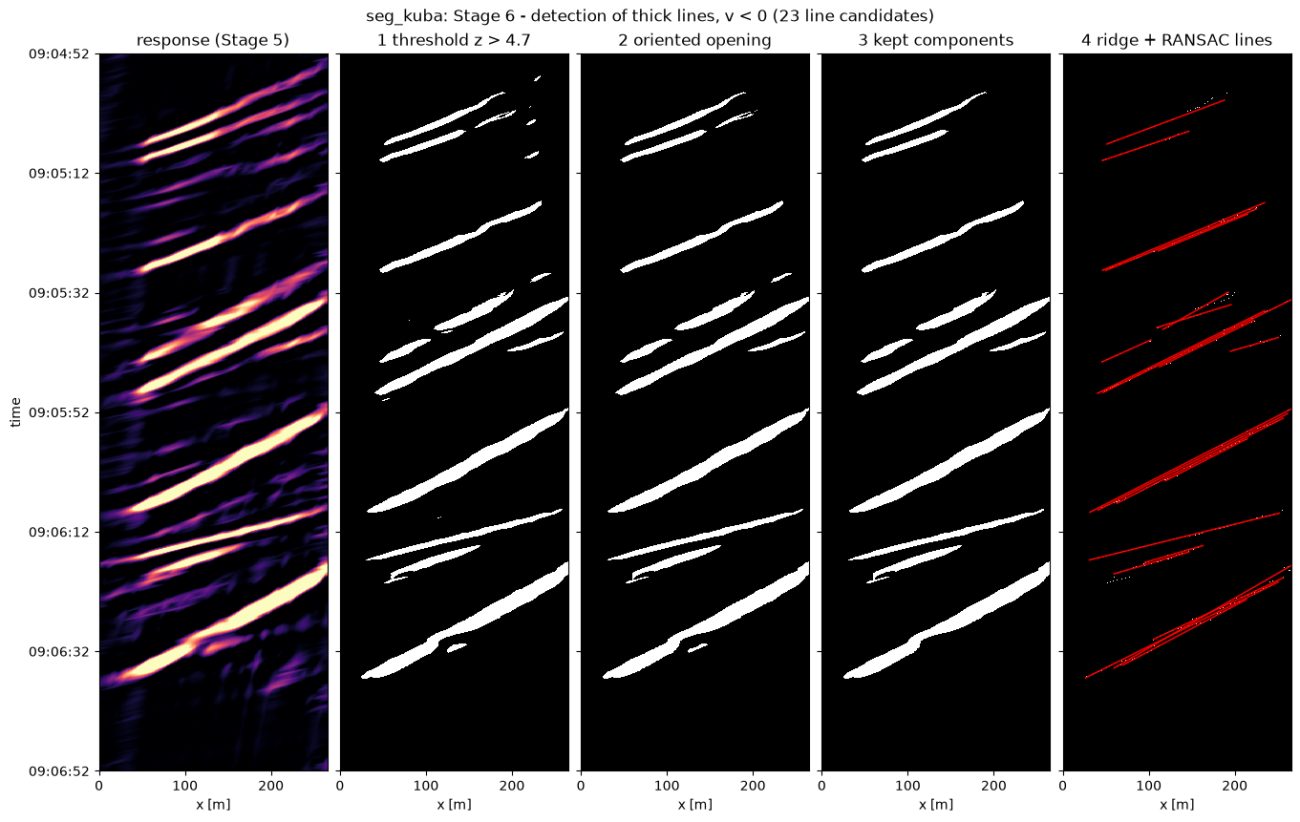 seg_kuba: Stage 6 - detection of thick lines, v < 0 (23 line candidates)
response (Stage 5)
1 threshold z > 4.7
2 oriented opening
3 kept components
4 ridge + RANSAC lines
time
09:04:52
09:05:12
09:05:32
09:05:52
09:06:12
09:06:32
09:06:52
0 100 200
0 100 200
0 100 200
0 100 200
0 100 200
x [m]
x [m]
x [m]
x [m]
x [m]